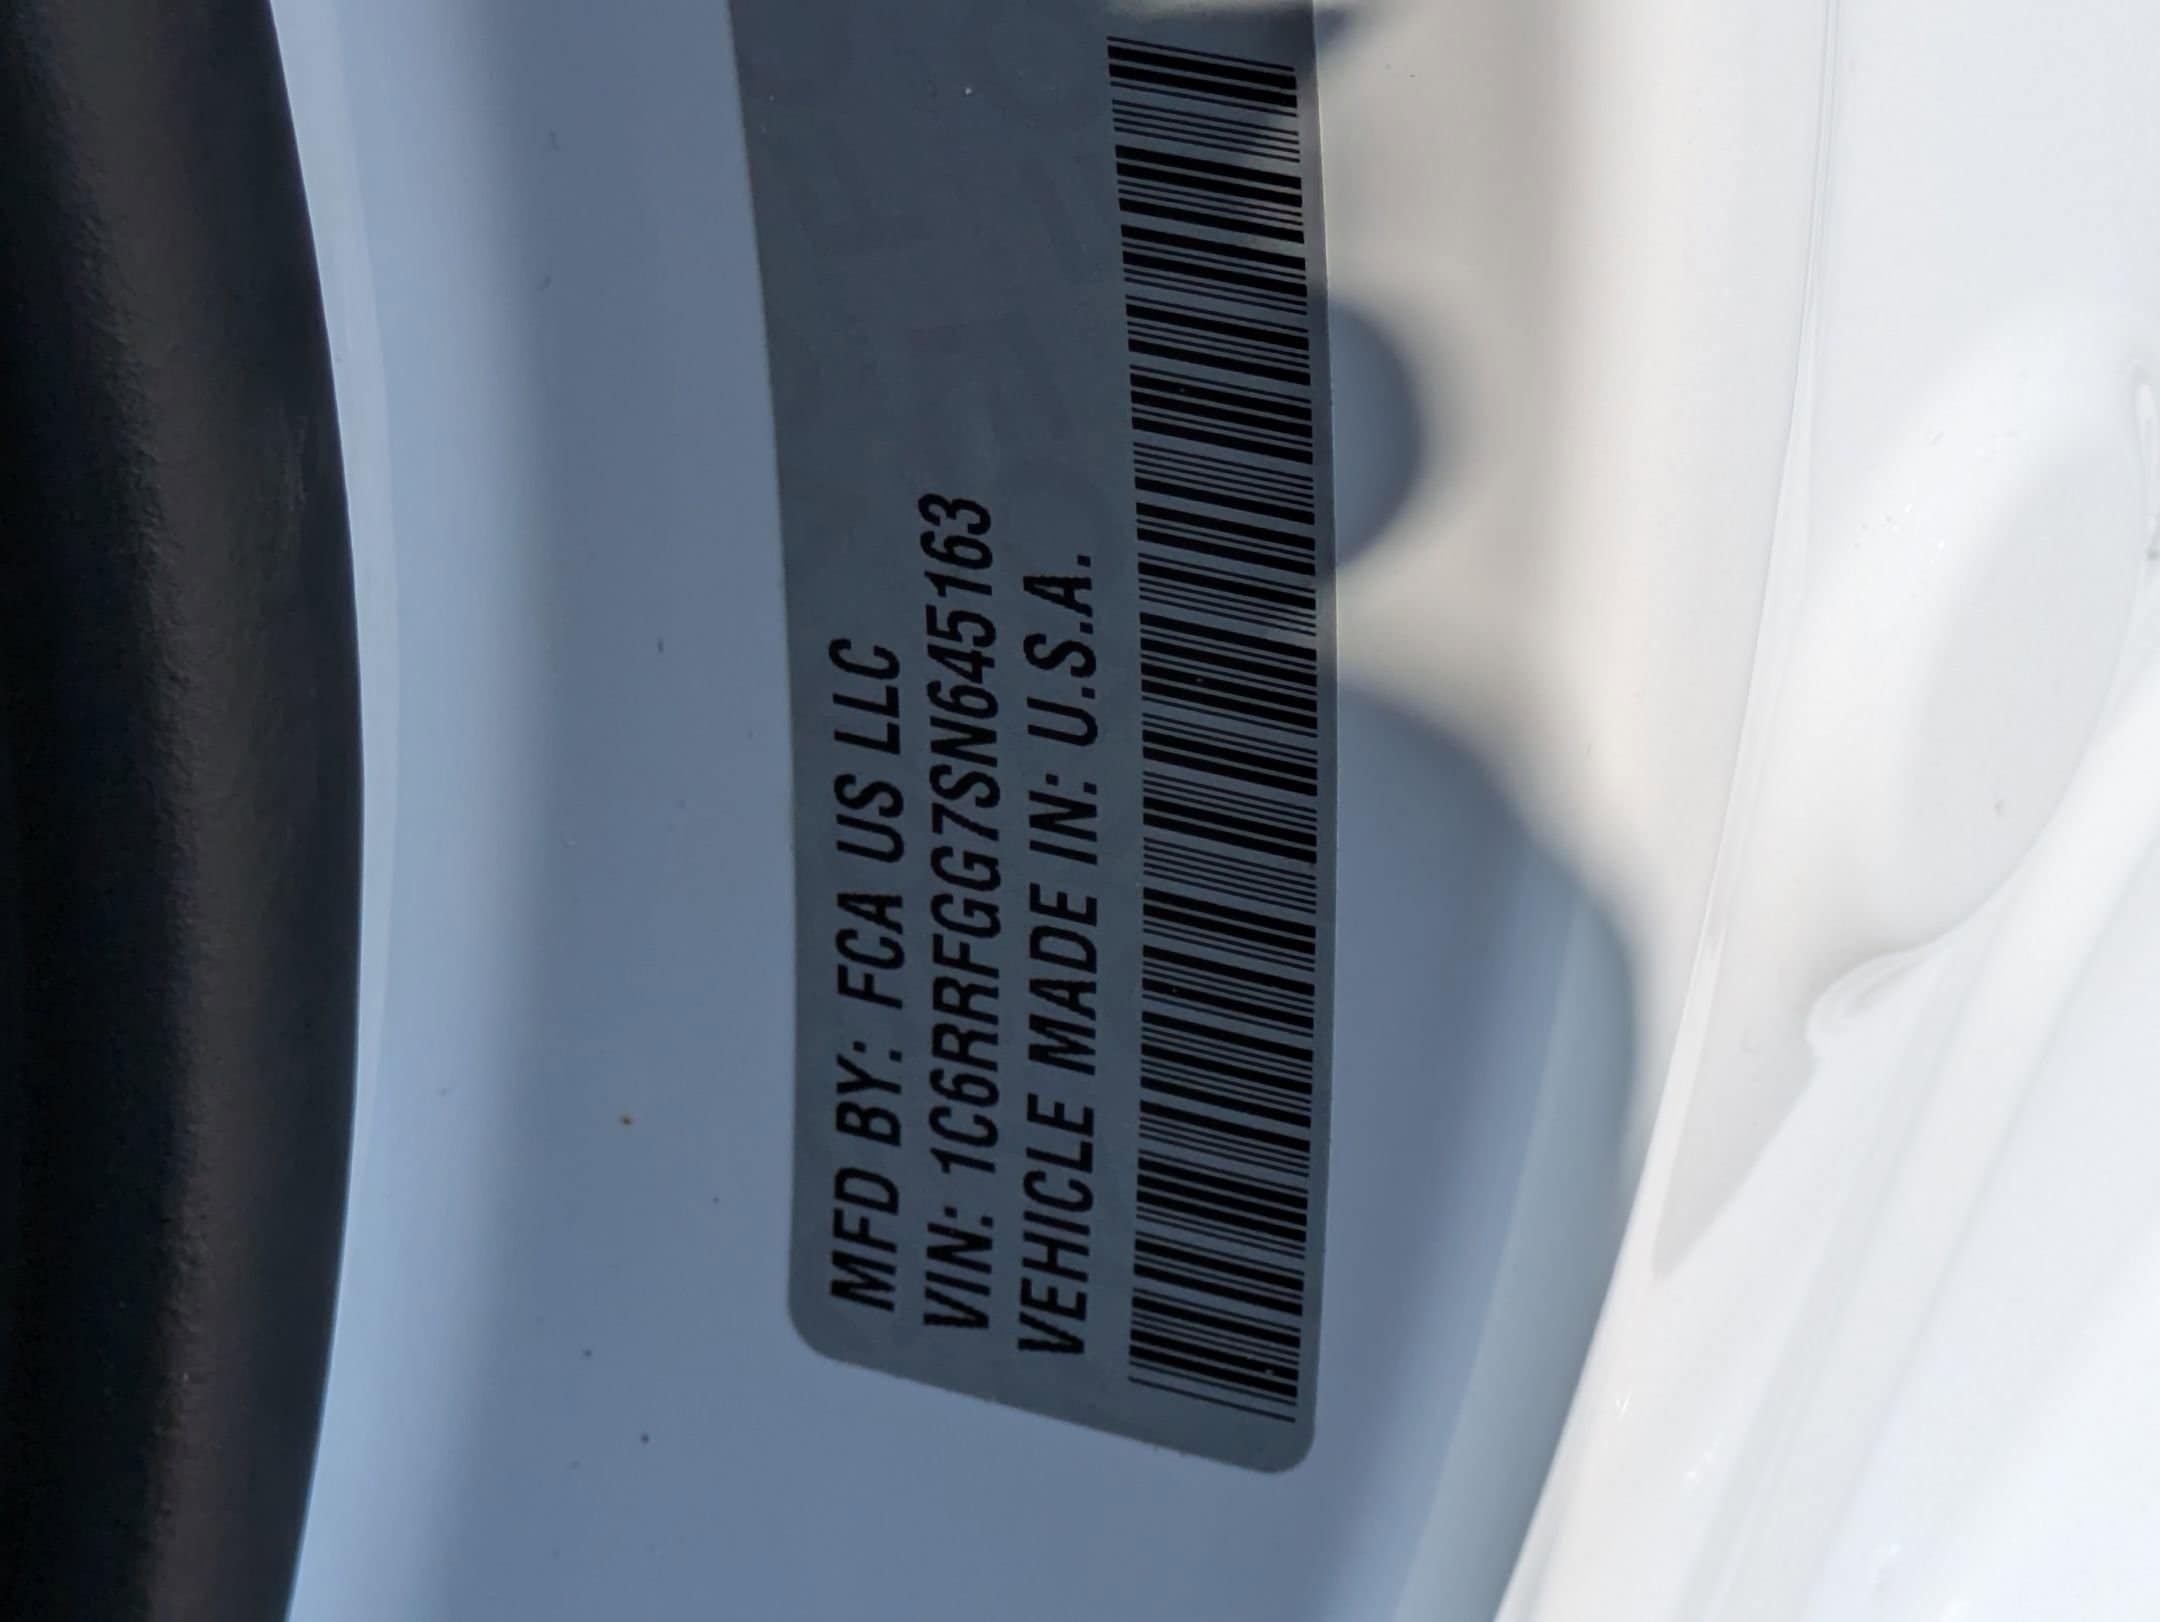 MFD BY: FCA US LLC
VIN: 1C6RRFGG7SN645163
VEHICLE MADE IN: U.S.A.